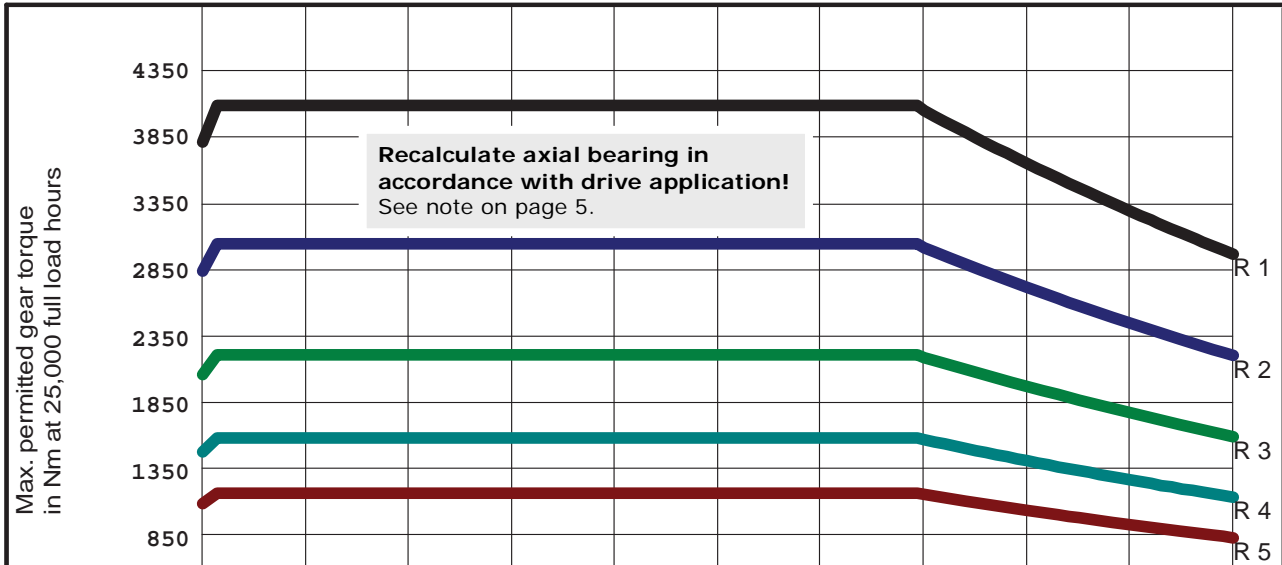 Max. permitted gear torque
in Nm at 25,000 full load hours
4350
3850
3350
2850
2350
1850
1350
850
Recalculate axial bearing in
accordance with drive application!
See note on page 5.
R 1
R 2
R 3
R 4
R 5